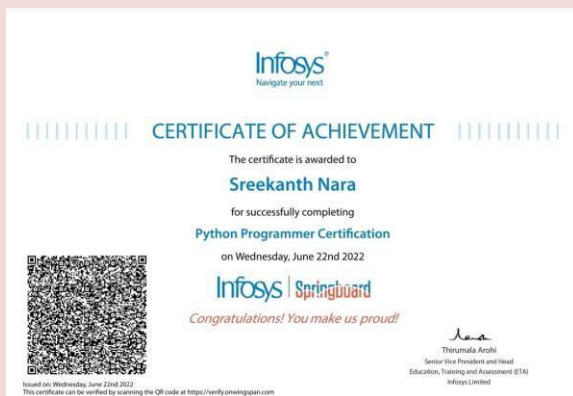 Infosys®
Navigate your next
CERTIFICATE OF ACHIEVEMENT
The certificate is awarded to
Sreekanth Nara
for successfully completing
Python Programmer Certification
on Wednesday, June 22nd 2022
Infosys | Springboard
Congratulations! You make us proud!
Thirumala Arohi
Senior Vice President and Head
Education, Training and Assessment (ETA)
Infosys Limited
Issued on: Wednesday, June 22nd 2022
This certificate can be verified by scanning the QR code at https://verify.onwingspan.com